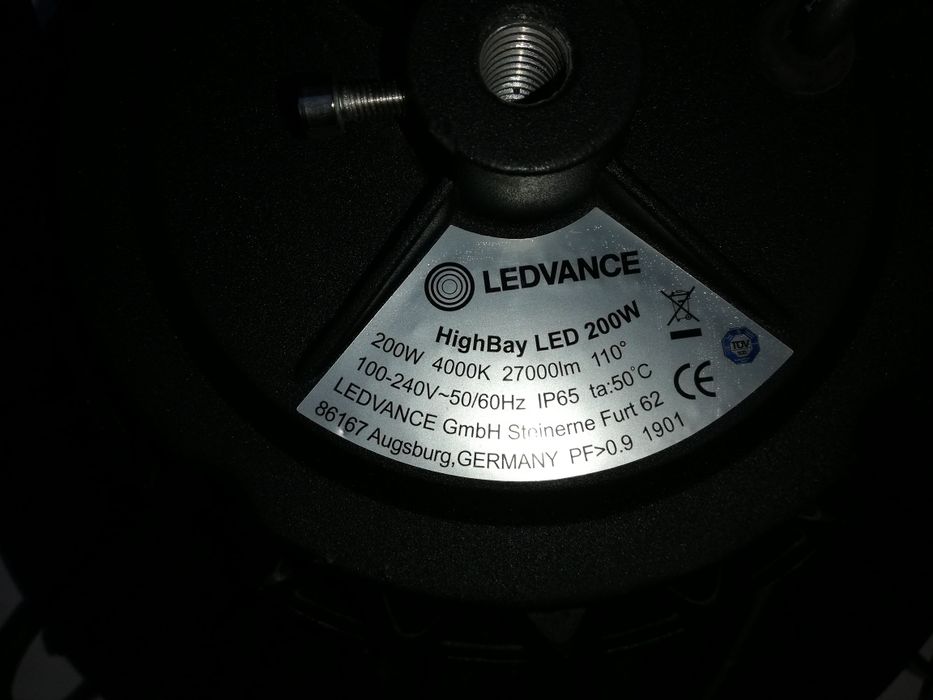 LEDVANCE
HighBay LED 200W
200W 4000K 27000lm 110°
100-240V~50/60Hz IP65 ta:50°C
LEDVANCE GmbH Steinerne Furt 62
86167 Augsburg,GERMANY PF>0.9 1901
CE
TÜV